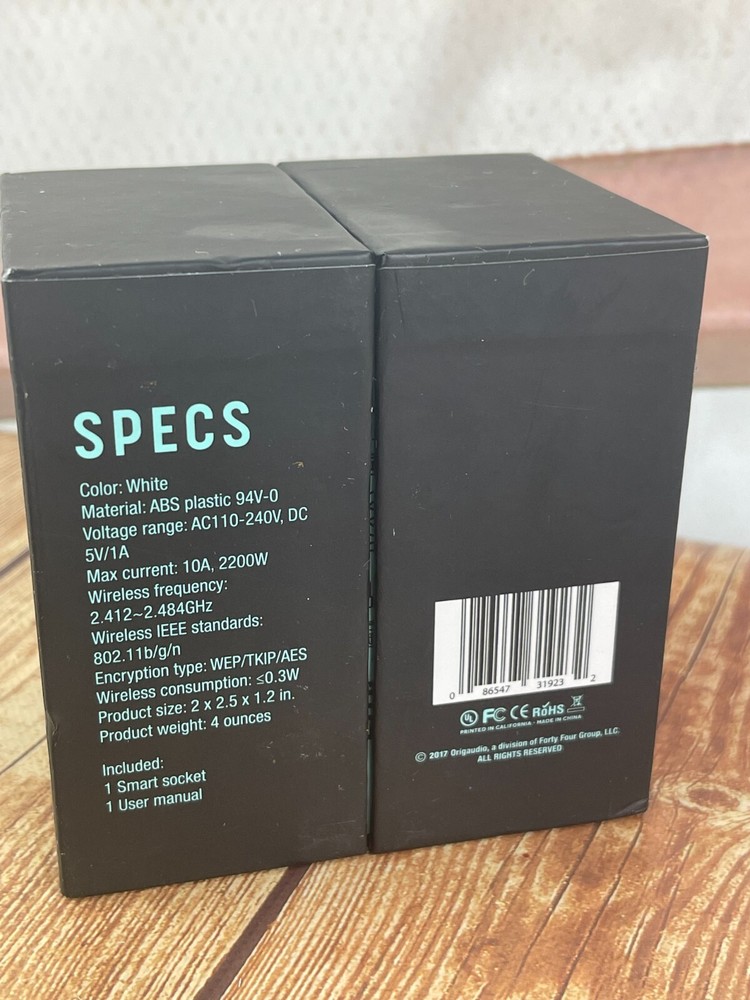 SPECS
Color: White
Material: ABS plastic 94V-0
Voltage range: AC110-240V, DC
5V/1A
Max current: 10A, 2200W
Wireless frequency:
2.412~2.484GHz
Wireless IEEE standards:
802.11b/g/n
Encryption type: WEP/TKIP/AES
Wireless consumption: ≤0.3W
Product size: 2 x 2.5 x 1.2 in.
Product weight: 4 ounces
Included:
1 Smart socket
1 User manual
0 86547 31923 2
UL FC CE RoHS
PRINTED IN CALIFORNIA · MADE IN CHINA
© 2017 Origaudio, a division of Forty Four Group, LLC.
ALL RIGHTS RESERVED